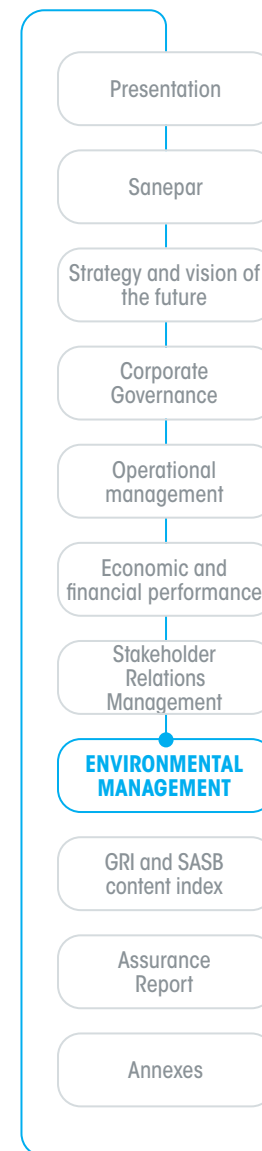 Presentation
Sanepar
Strategy and vision of
the future
Corporate
Governance
Operational
management
Economic and
financial performance
Stakeholder
Relations
Management
ENVIRONMENTAL
MANAGEMENT
GRI and SASB
content index
Assurance
Report
Annexes